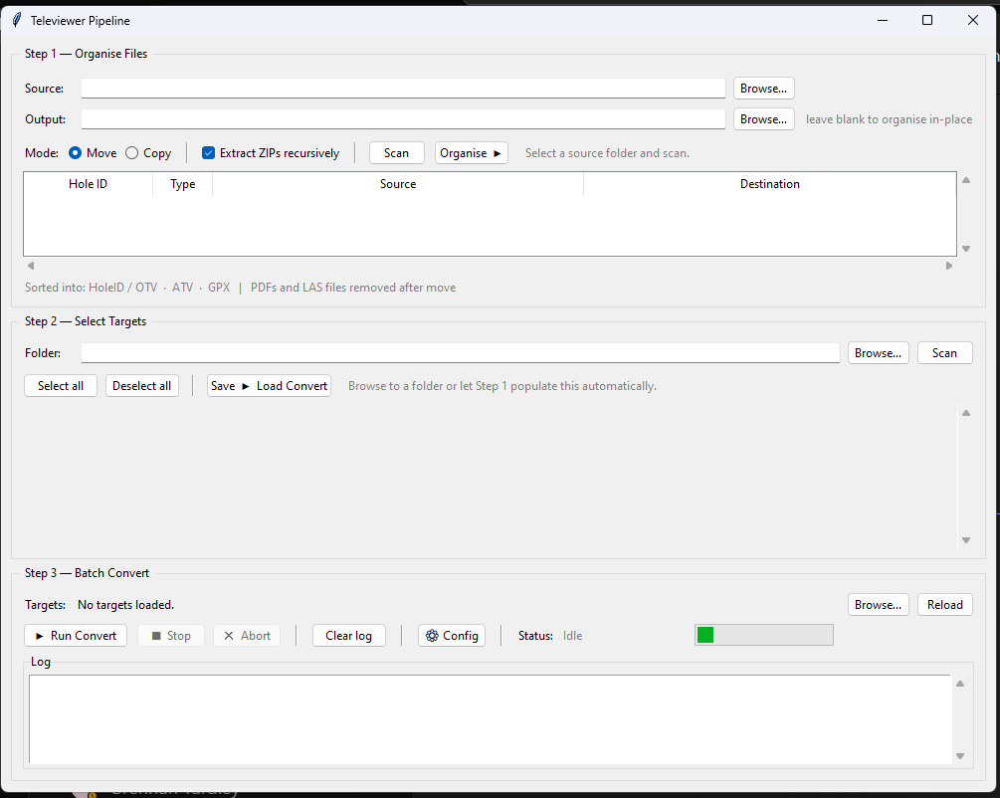 Televiewer Pipeline
Step 1 — Organise Files
Source: Browse...
Output: Browse... leave blank to organise in-place
Mode: Move Copy Extract ZIPs recursively Scan Organise ► Select a source folder and scan.
Hole ID Type Source Destination
Sorted into: HoleID / OTV · ATV · GPX | PDFs and LAS files removed after move
Step 2 — Select Targets
Folder: Browse... Scan
Select all Deselect all Save ► Load Convert Browse to a folder or let Step 1 populate this automatically.
Step 3 — Batch Convert
Targets: No targets loaded. Browse... Reload
► Run Convert ■ Stop ✕ Abort Clear log Config Status: Idle
Log